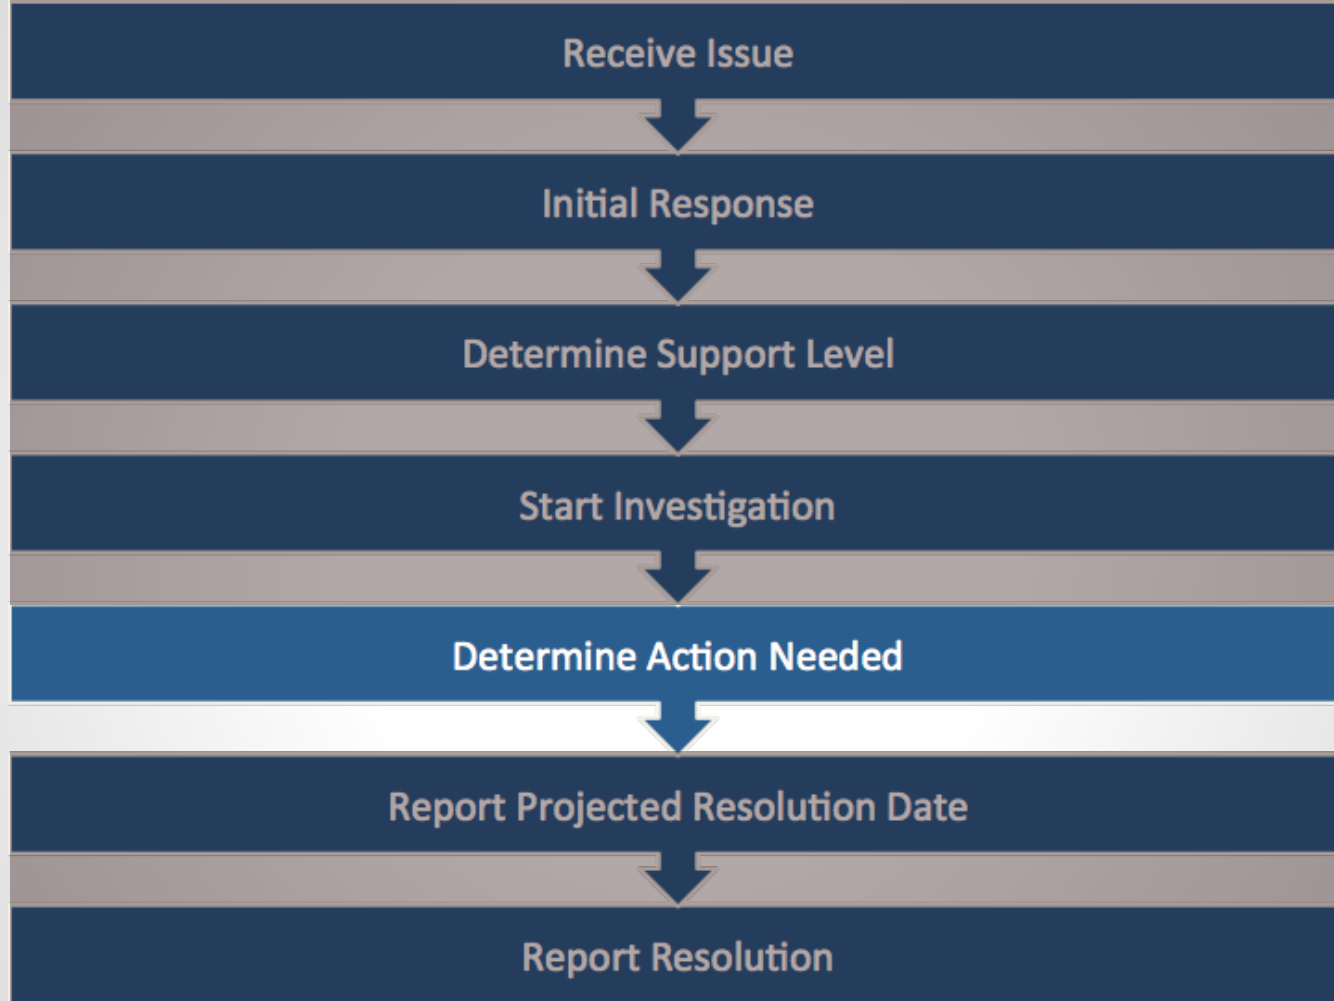 Receive Issue
Initial Response
Determine Support Level
Start Investigation
Determine Action Needed
Report Projected Resolution Date
Report Resolution